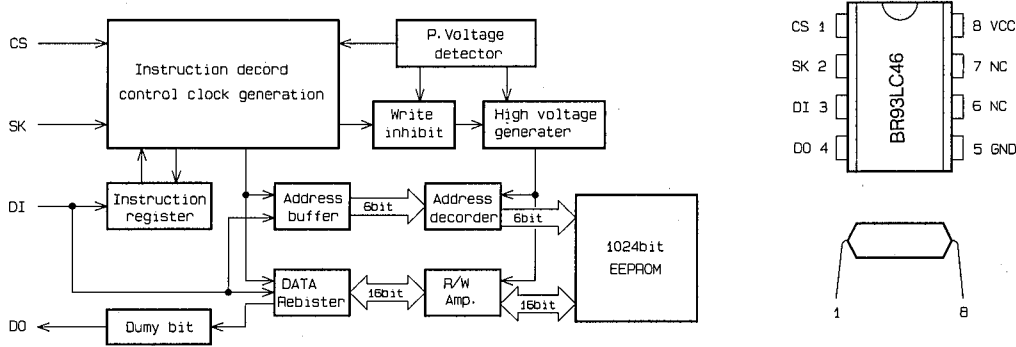 CS
SK
DI
DO
Instruction decord
control clock generation
P.Voltage
detector
Write
inhibit
High voltage
generater
Instruction
register
Address
buffer
6bit
Address
decorder
6bit
1024bit
EEPROM
DATA
Rebister
16bit
R/W
Amp.
16bit
Dumy bit
CS 1
SK 2
DI 3
DO 4
BR93LC46
8 VCC
7 NC
6 NC
5 GND
1
8